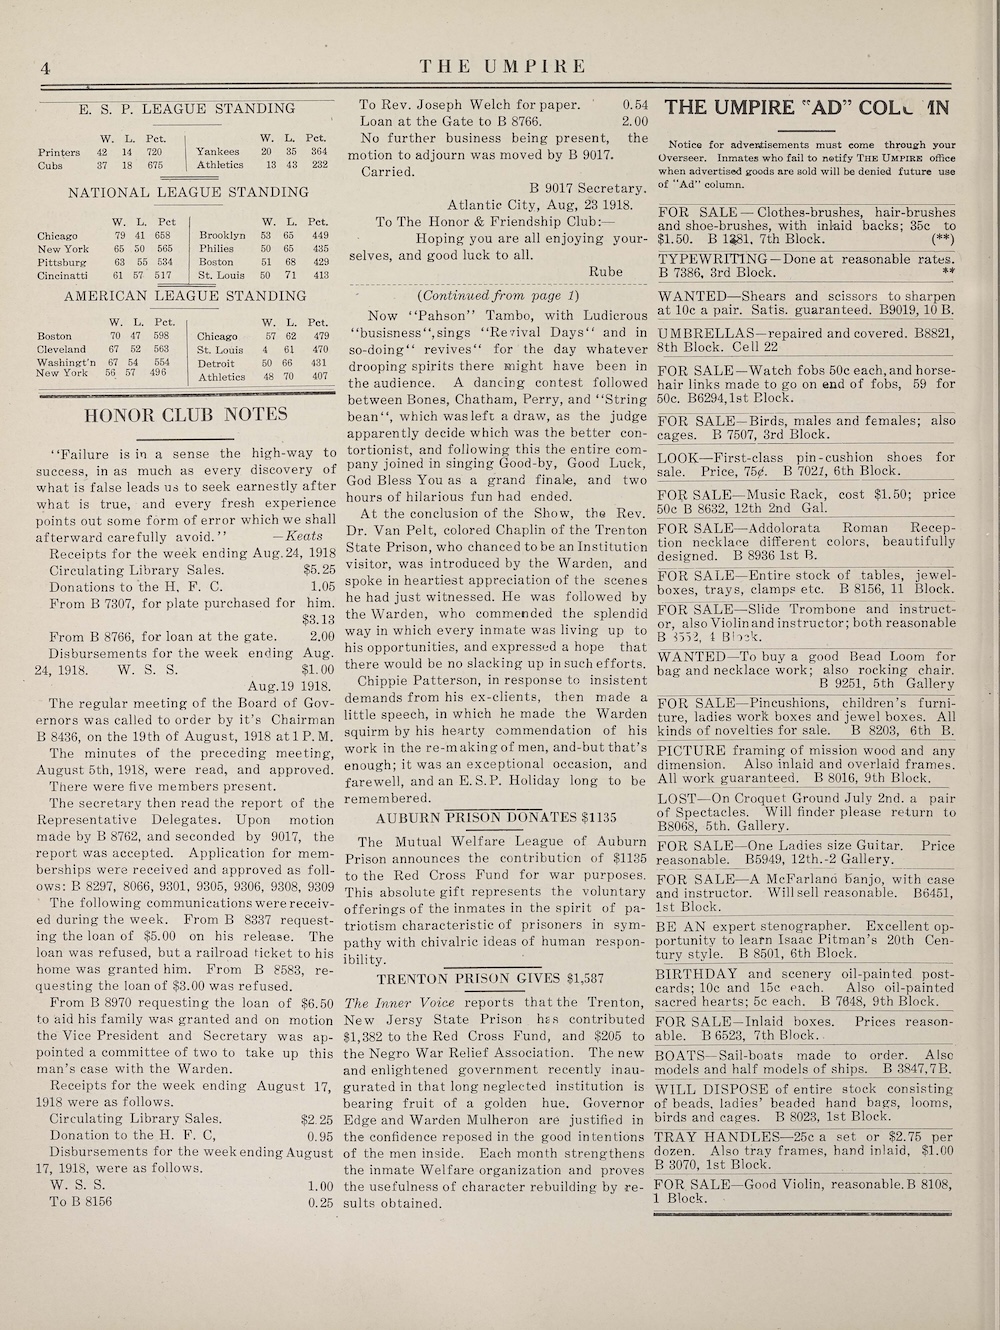 4
THE UMPIRE
E. S. P. LEAGUE STANDING
W. L. Pct. W. L. Pct.
Printers 42 14 720 Yankees 20 35 364
Cubs 37 18 675 Athletics 13 43 232
NATIONAL LEAGUE STANDING
W. L. Pct W. L. Pct.
Chicago 79 41 658 Brooklyn 53 65 449
New York 65 50 565 Philies 50 65 435
Pittsburg 63 55 534 Boston 51 68 429
Cincinatti 61 57 517 St. Louis 50 71 413
AMERICAN LEAGUE STANDING
W. L. Pct. W. L. Pct.
Boston 70 47 598 Chicago 57 62 479
Cleveland 67 52 563 St. Louis 4 61 470
Washingt'n 67 54 554 Detroit 50 66 431
New York 56 57 496 Athletics 48 70 407
HONOR CLUB NOTES
"Failure is in a sense the high-way to
success, in as much as every discovery of
what is false leads us to seek earnestly after
what is true, and every fresh experience
points out some form of error which we shall
afterward carefully avoid." —Keats
Receipts for the week ending Aug. 24, 1918
Circulating Library Sales. $5.25
Donations to the H, F. C. 1.05
From B 7307, for plate purchased for him.
$3.13
From B 8766, for loan at the gate. 2.00
Disbursements for the week ending Aug.
24, 1918. W. S. S. $1.00
Aug. 19 1918.
The regular meeting of the Board of Gov-
ernors was called to order by it's Chairman
B 8436, on the 19th of August, 1918 at 1 P. M.
The minutes of the preceding meeting,
August 5th, 1918, were read, and approved.
There were five members present.
The secretary then read the report of the
Representative Delegates. Upon motion
made by B 8762, and seconded by 9017, the
report was accepted. Application for mem-
berships were received and approved as foll-
ows: B 8297, 8066, 9301, 9305, 9306, 9308, 9309
The following communications were receiv-
ed during the week. From B 8337 request-
ing the loan of $5.00 on his release. The
loan was refused, but a railroad ticket to his
home was granted him. From B 8583, re-
questing the loan of $3.00 was refused.
From B 8970 requesting the loan of $6.50
to aid his family was granted and on motion
the Vice President and Secretary was ap-
pointed a committee of two to take up this
man's case with the Warden.
Receipts for the week ending August 17,
1918 were as follows.
Circulating Library Sales. $2 25
Donation to the H. F. C, 0.95
Disbursements for the week ending August
17, 1918, were as follows.
W. S. S. 1.00
To B 8156 0.25
To Rev. Joseph Welch for paper. 0.54
Loan at the Gate to B 8766. 2.00
No further business being present, the
motion to adjourn was moved by B 9017.
Carried.
B 9017 Secretary.
Atlantic City, Aug, 23 1918.
To The Honor & Friendship Club:—
Hoping you are all enjoying your-
selves, and good luck to all.
Rube
(Continued from page 1)
Now "Pahson" Tambo, with Ludicrous
"busisness", sings "Revival Days" and in
so-doing" revives" for the day whatever
drooping spirits there might have been in
the audience. A dancing contest followed
between Bones, Chatham, Perry, and "String
bean", which was left a draw, as the judge
apparently decide which was the better con-
tortionist, and following this the entire com-
pany joined in singing Good-by, Good Luck,
God Bless You as a grand finale, and two
hours of hilarious fun had ended.
At the conclusion of the Show, the Rev.
Dr. Van Pelt, colored Chaplin of the Trenton
State Prison, who chanced to be an Institution
visitor, was introduced by the Warden, and
spoke in heartiest appreciation of the scenes
he had just witnessed. He was followed by
the Warden, who commended the splendid
way in which every inmate was living up to
his opportunities, and expressed a hope that
there would be no slacking up in such efforts.
Chippie Patterson, in response to insistent
demands from his ex-clients, then made a
little speech, in which he made the Warden
squirm by his hearty commendation of his
work in the re-making of men, and-but that's
enough; it was an exceptional occasion, and
farewell, and an E. S. P. Holiday long to be
remembered.
AUBURN PRISON DONATES $1135
The Mutual Welfare League of Auburn
Prison announces the contribution of $1135
to the Red Cross Fund for war purposes.
This absolute gift represents the voluntary
offerings of the inmates in the spirit of pa-
triotism characteristic of prisoners in sym-
pathy with chivalric ideas of human respon-
ibility.
TRENTON PRISON GIVES $1,587
The Inner Voice reports that the Trenton,
New Jersy State Prison has contributed
$1,382 to the Red Cross Fund, and $205 to
the Negro War Relief Association. The new
and enlightened government recently inau-
gurated in that long neglected institution is
bearing fruit of a golden hue. Governor
Edge and Warden Mulheron are justified in
the confidence reposed in the good intentions
of the men inside. Each month strengthens
the inmate Welfare organization and proves
the usefulness of character rebuilding by re-
sults obtained.
THE UMPIRE "AD"
Notice for advertisements must come through your
Overseer. Inmates who fail to notify THE UMPIRE office
when advertised goods are sold will be denied future use
of "Ad" column.
FOR SALE—Clothes-brushes, hair-brushes
and shoe-brushes, with inlaid backs; 35c to
$1.50. B 7th Block. (**)
TYPEWRITING—Done at reasonable rates.
B 7386, 3rd Block. **
WANTED—Shears and scissors to sharpen
at 10c a pair. Satis. guaranteed. B9019, 10 B.
UMBRELLAS—repaired and covered. B8821,
8th Block. Cell 22
FOR SALE—Watch fobs 50c each, and horse-
hair links made to go on end of fobs, 59 for
50c. B6294, 1st Block.
FOR SALE—Birds, males and females; also
cages. B 7507, 3rd Block.
LOOK—First-class pin-cushion shoes for
sale. Price, 75¢. B 7021, 6th Block.
FOR SALE—Music Rack, cost $1.50; price
50c B 8632, 12th 2nd Gal.
FOR SALE—Addolorata Roman Recep-
tion necklace different colors, beautifully
designed. B 8936 1st B.
FOR SALE—Entire stock of tables, jewel-
boxes, trays, clamps etc. B 8156, 11 Block.
FOR SALE—Slide Trombone and instruct-
or, also Violin and instructor; both reasonable
B 4 Block.
WANTED—To buy a good Bead Loom for
bag and necklace work; also rocking chair.
B 9251, 5th Gallery
FOR SALE—Pincushions, children's furni-
ture, ladies work boxes and jewel boxes. All
kinds of novelties for sale. B 8203, 6th B.
PICTURE framing of mission wood and any
dimension. Also inlaid and overlaid frames.
All work guaranteed. B 8016, 9th Block.
LOST—On Croquet Ground July 2nd. a pair
of Spectacles. Will finder please return to
B8068, 5th. Gallery.
FOR SALE—One Ladies size Guitar. Price
reasonable. B5949, 12th.-2 Gallery.
FOR SALE—A McFarland banjo, with case
and instructor. Will sell reasonable. B6451,
1st Block.
BE AN expert stenographer. Excellent op-
portunity to learn Isaac Pitman's 20th Cen-
tury style. B 8501, 6th Block.
BIRTHDAY and scenery oil-painted post-
cards; 10c and 15c each. Also oil-painted
sacred hearts; 5c each. B 7648, 9th Block.
FOR SALE—Inlaid boxes. Prices reason-
able. B 6523, 7th Block.
BOATS—Sail-boats made to order. Also
models and half models of ships. B 3847, 7B.
WILL DISPOSE of entire stock consisting
of beads, ladies' beaded hand bags, looms,
birds and cages. B 8023, 1st Block.
TRAY HANDLES—25c a set or $2.75 per
dozen. Also tray frames, hand inlaid, $1.00
B 3070, 1st Block.
FOR SALE—Good Violin, reasonable. B 8108,
1 Block.